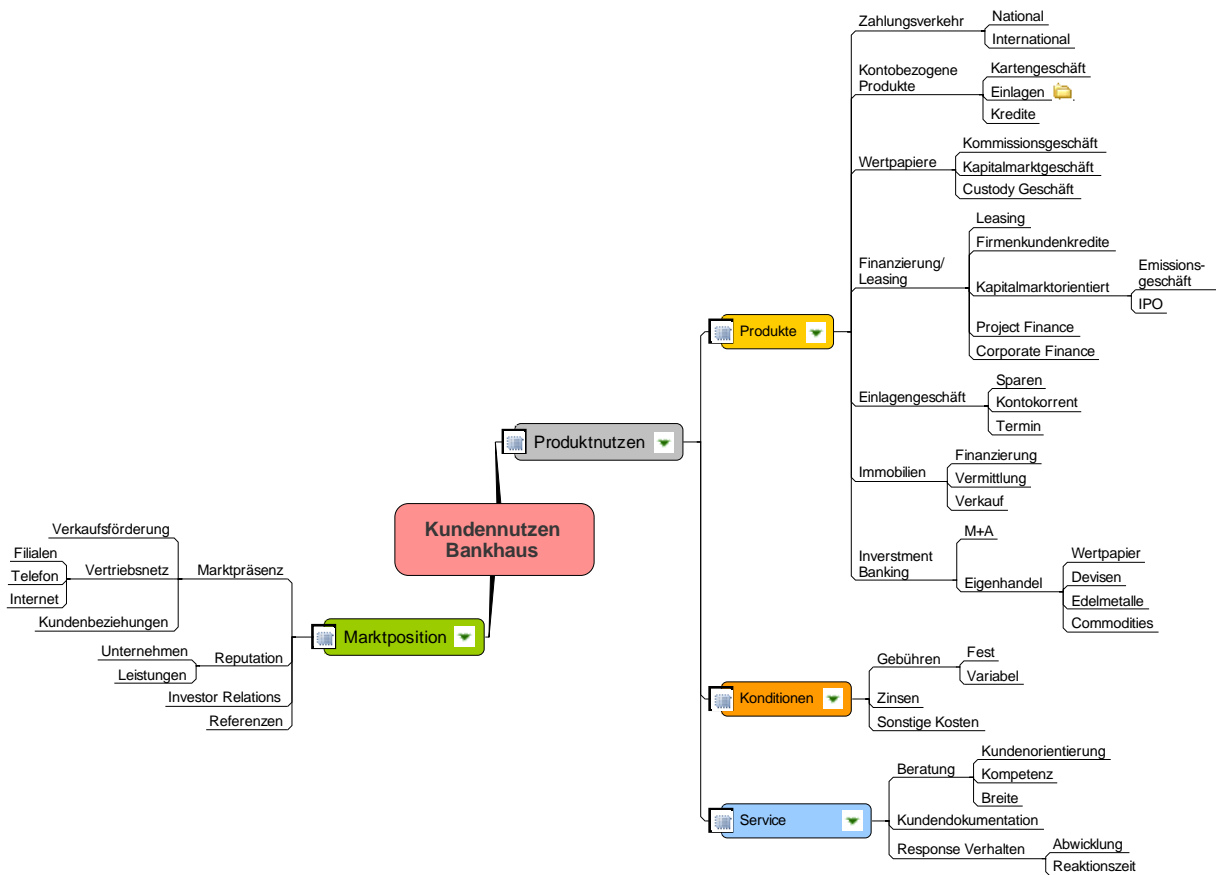 Kundennutzen
Bankhaus
Produktnutzen
Produkte
Zahlungsverkehr
National
International
Kontobezogene
Produkte
Kartengeschäft
Einlagen
Kredite
Wertpapiere
Kommissionsgeschäft
Kapitalmarktgeschäft
Custody Geschäft
Finanzierung/
Leasing
Leasing
Firmenkundenkredite
Kapitalmarktorientiert
Emissions-
geschäft
IPO
Project Finance
Corporate Finance
Einlagengeschäft
Sparen
Kontokorrent
Termin
Immobilien
Finanzierung
Vermittlung
Verkauf
Inverstment
Banking
M+A
Eigenhandel
Wertpapier
Devisen
Edelmetalle
Commodities
Konditionen
Gebühren
Fest
Variabel
Zinsen
Sonstige Kosten
Service
Beratung
Kundenorientierung
Kompetenz
Breite
Kundendokumentation
Response Verhalten
Abwicklung
Reaktionszeit
Marktposition
Marktpräsenz
Verkaufsförderung
Vertriebsnetz
Filialen
Telefon
Internet
Kundenbeziehungen
Reputation
Unternehmen
Leistungen
Investor Relations
Referenzen